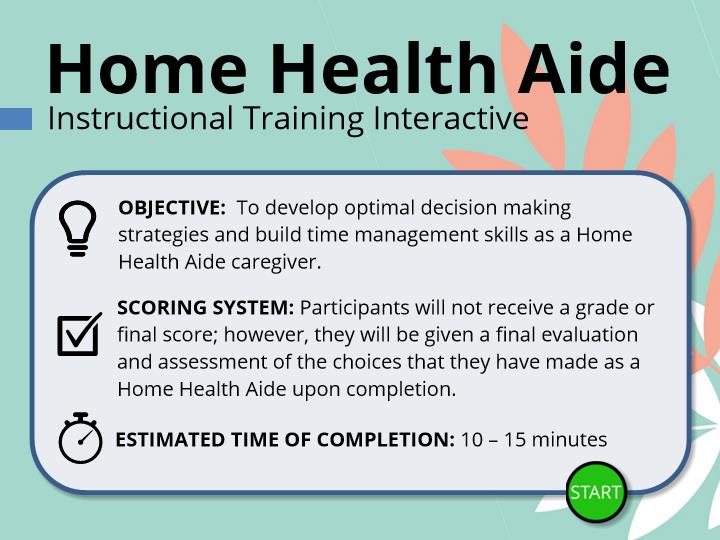 Home Health Aide
Instructional Training Interactive
OBJECTIVE: To develop optimal decision making
strategies and build time management skills as a Home
Health Aide caregiver.
SCORING SYSTEM: Participants will not receive a grade or
final score; however, they will be given a final evaluation
and assessment of the choices that they have made as a
Home Health Aide upon completion.
ESTIMATED TIME OF COMPLETION: 10 – 15 minutes
START